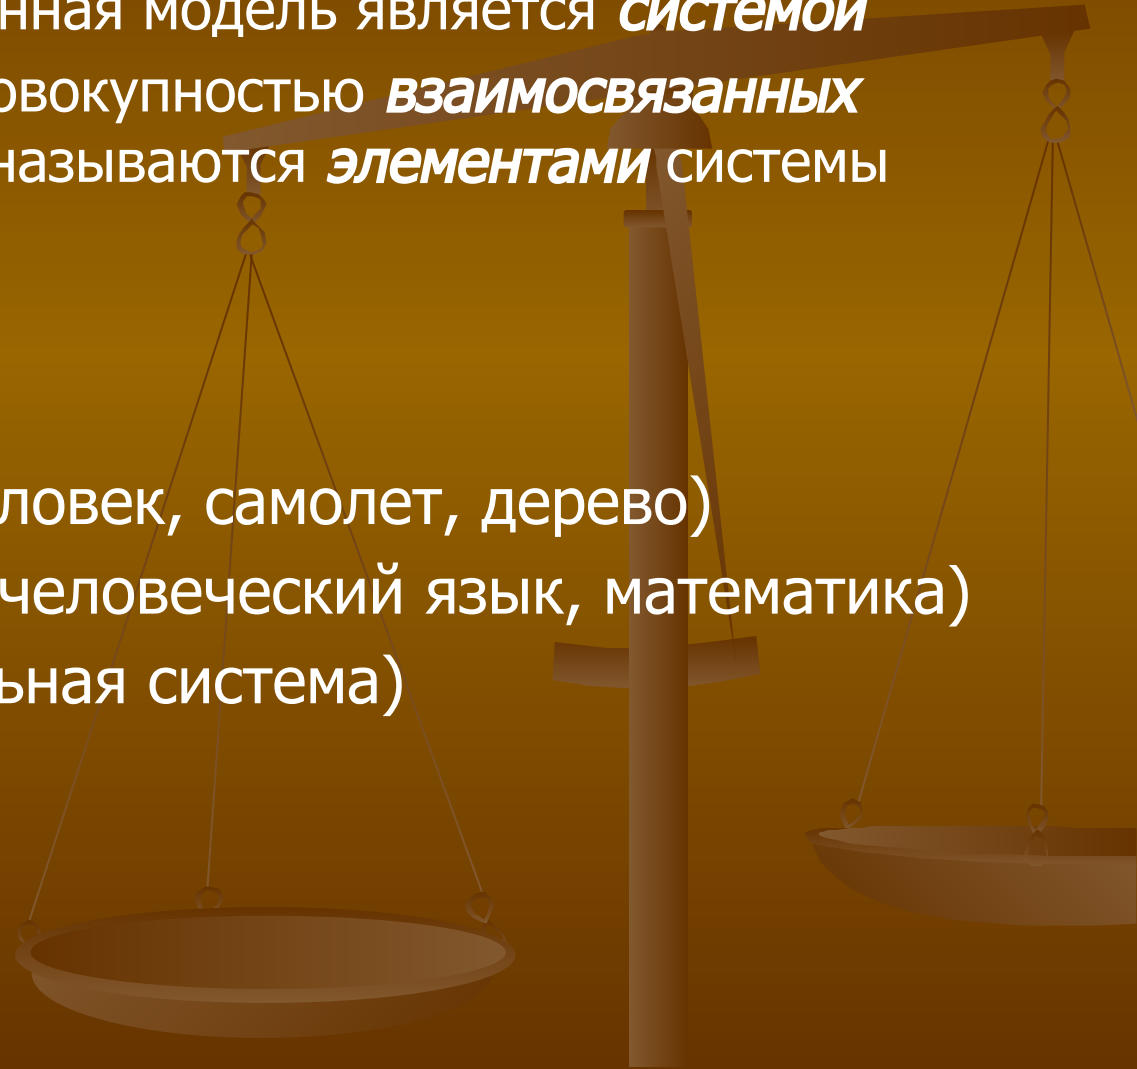 нная модель является системой
овокупностью взаимосвязанных
называются элементами системы
ловек, самолет, дерево)
человеческий язык, математика)
ьная система)